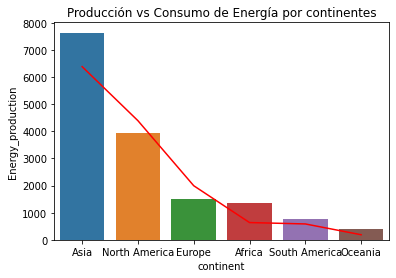 Producción vs Consumo de Energía por continentes
8000
7000
6000
5000
4000
3000
2000
1000
0
Energy_production
Asia North America Europe Africa South America Oceania
continent